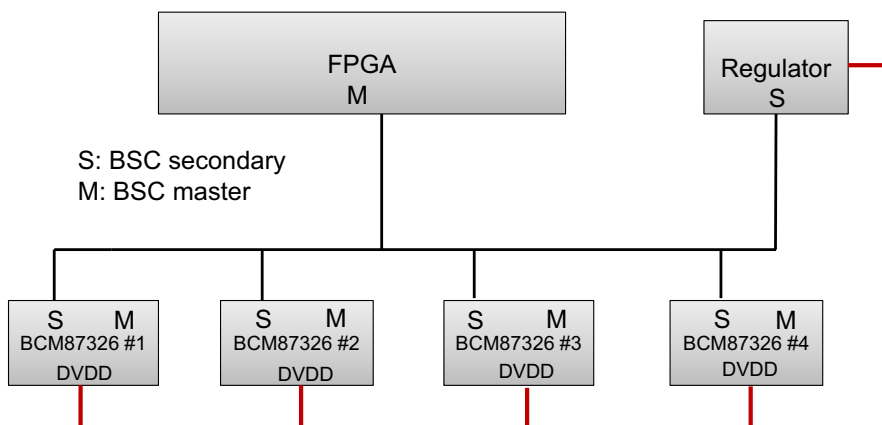 FPGA
M
Regulator
S
S: BSC secondary
M: BSC master
S M
BCM87326 #1
DVDD
S M
BCM87326 #2
DVDD
S M
BCM87326 #3
DVDD
S M
BCM87326 #4
DVDD